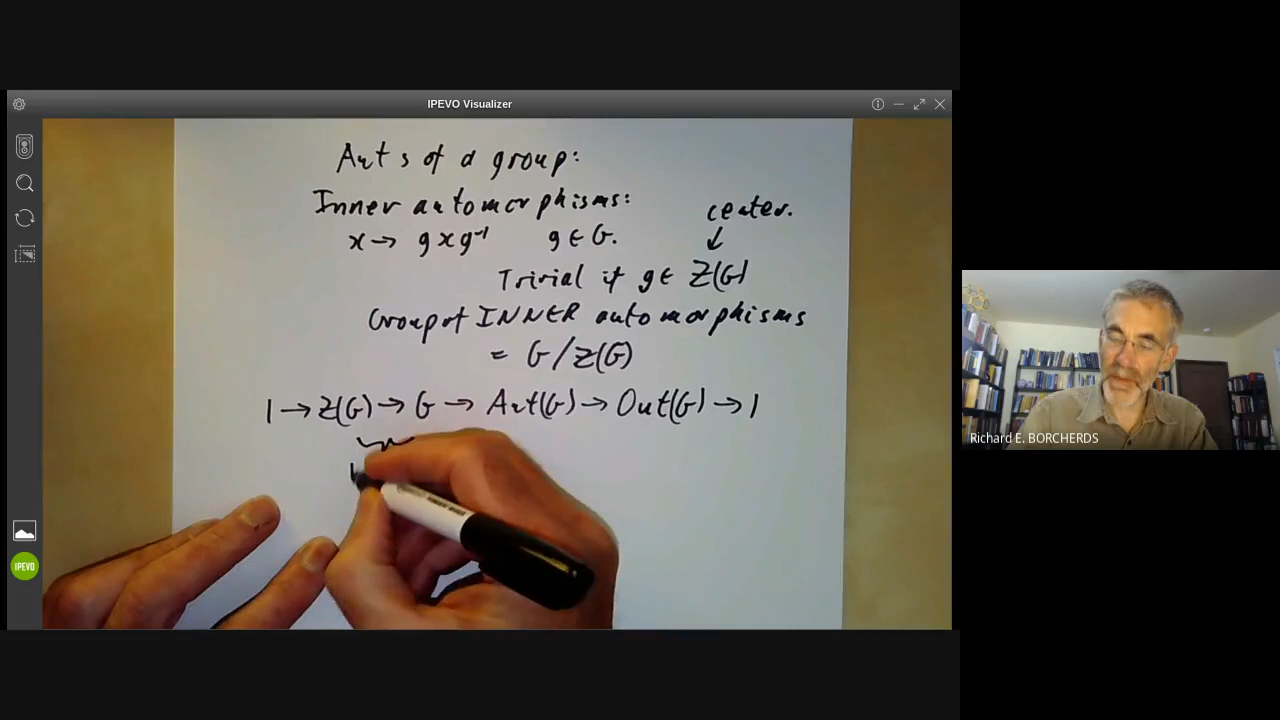 IPEVO Visualizer
Auts of a group:
Inner automorphisms:
center.
x → g x g⁻¹ g ∈ G.
↓
Trivial if g ∈ Z(G)
Group of INNER automorphisms
= G/Z(G)
1 → Z(G) → G → Aut(G) → Out(G) → 1
IPEVO
Richard E. BORCHERDS